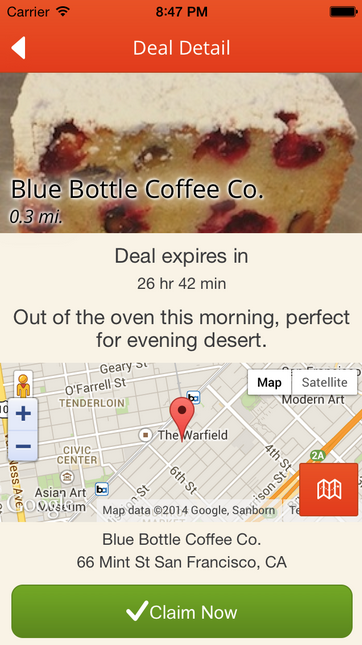 Carrier 8:47 PM
Deal Detail
Blue Bottle Coffee Co.
0.3 mi.
Deal expires in
26 hr 42 min
Out of the oven this morning, perfect
for evening desert.
Geary St
O'Farrell St
TENDERLOIN
Map Satellite
Modern Art
The Warfield
CIVIC
CENTER
4th St
6th St
2A
Asian Art
Museum
Map data ©2014 Google, Sanborn
Blue Bottle Coffee Co.
66 Mint St San Francisco, CA
Claim Now